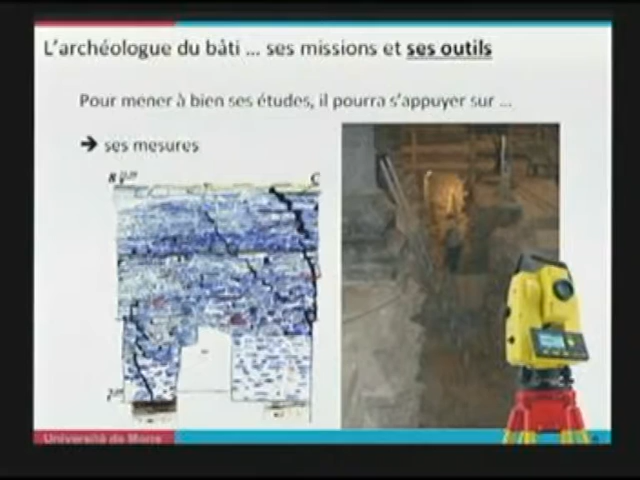 L'archéologue du bâti ... ses missions et ses outils
Pour mener à bien ses études, il pourra s'appuyer sur ...
➔ ses mesures
C
Université de Mons